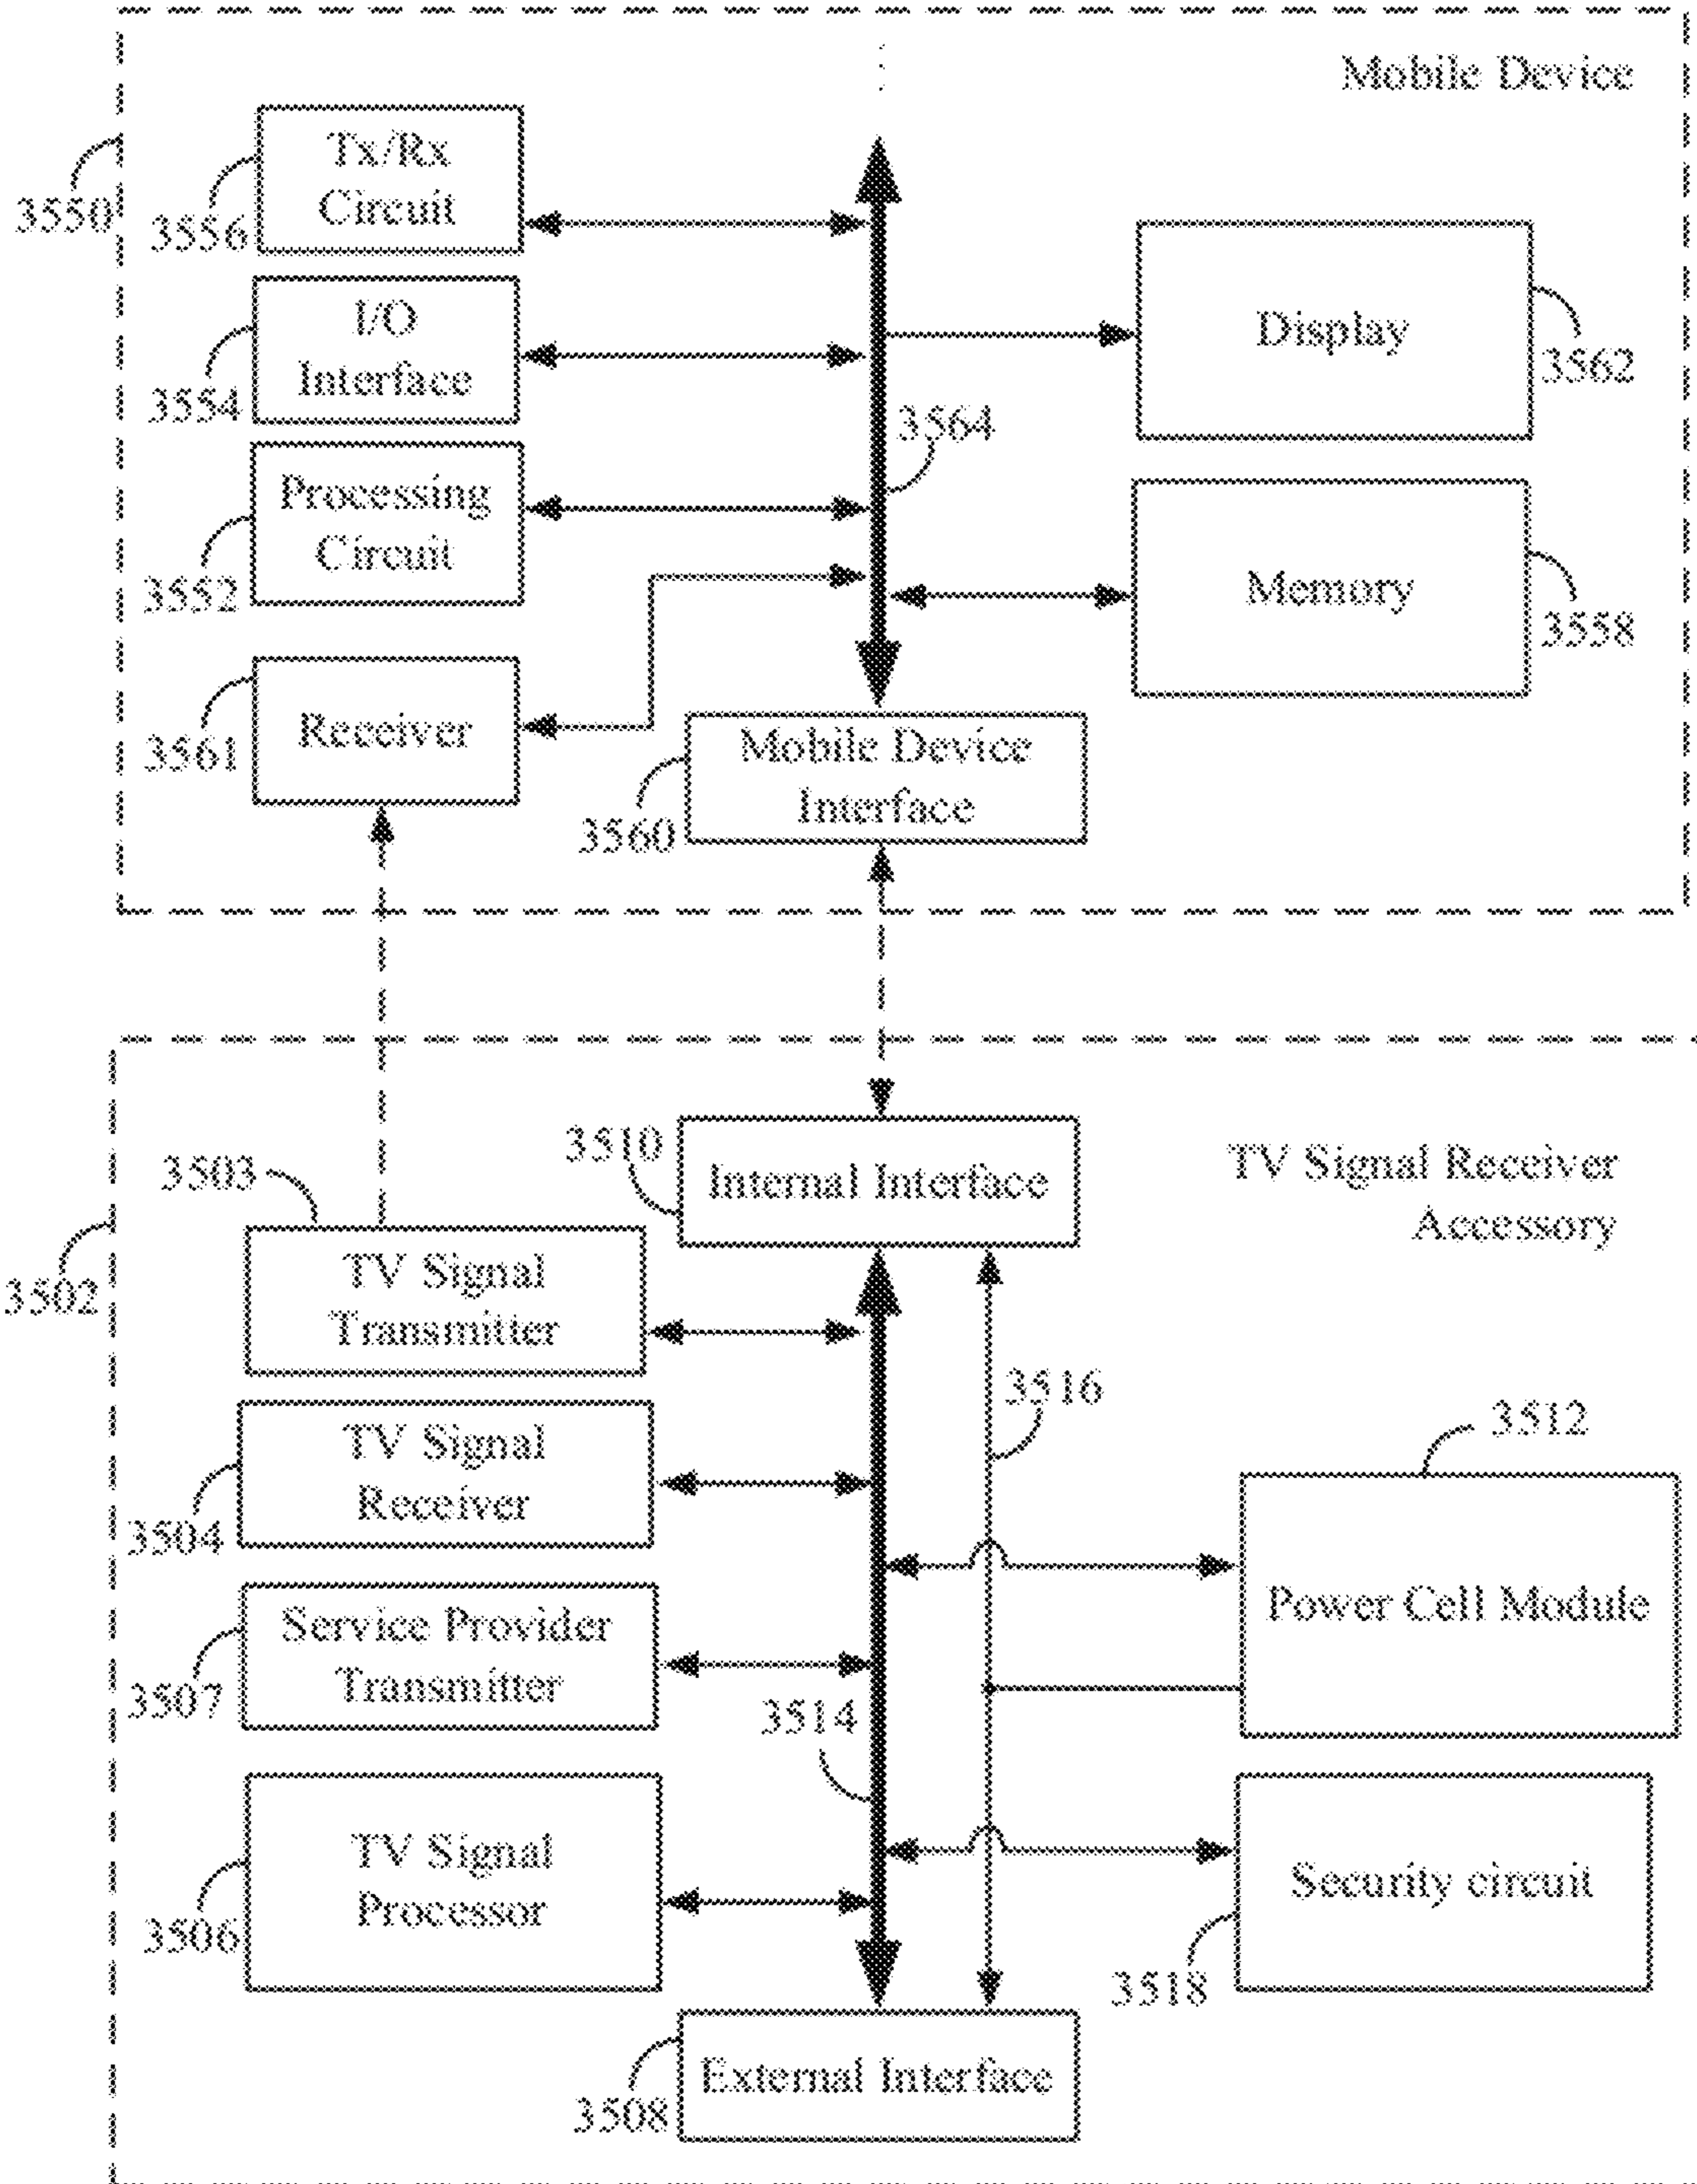 Mobile Device
3550
Tx/Rx
Circuit
3556
I/O
Interface
3554
Display
3562
3564
Processing
Circuit
3552
Memory
3558
Receiver
3561
Mobile Device
Interface
3560
3503
3510
Internal Interface
TV Signal Receiver
Accessory
3502
TV Signal
Transmitter
3516
3512
TV Signal
Receiver
3504
Power Cell Module
Service Provider
Transmitter
3507
3514
TV Signal
Processor
3506
Security circuit
3518
External Interface
3508